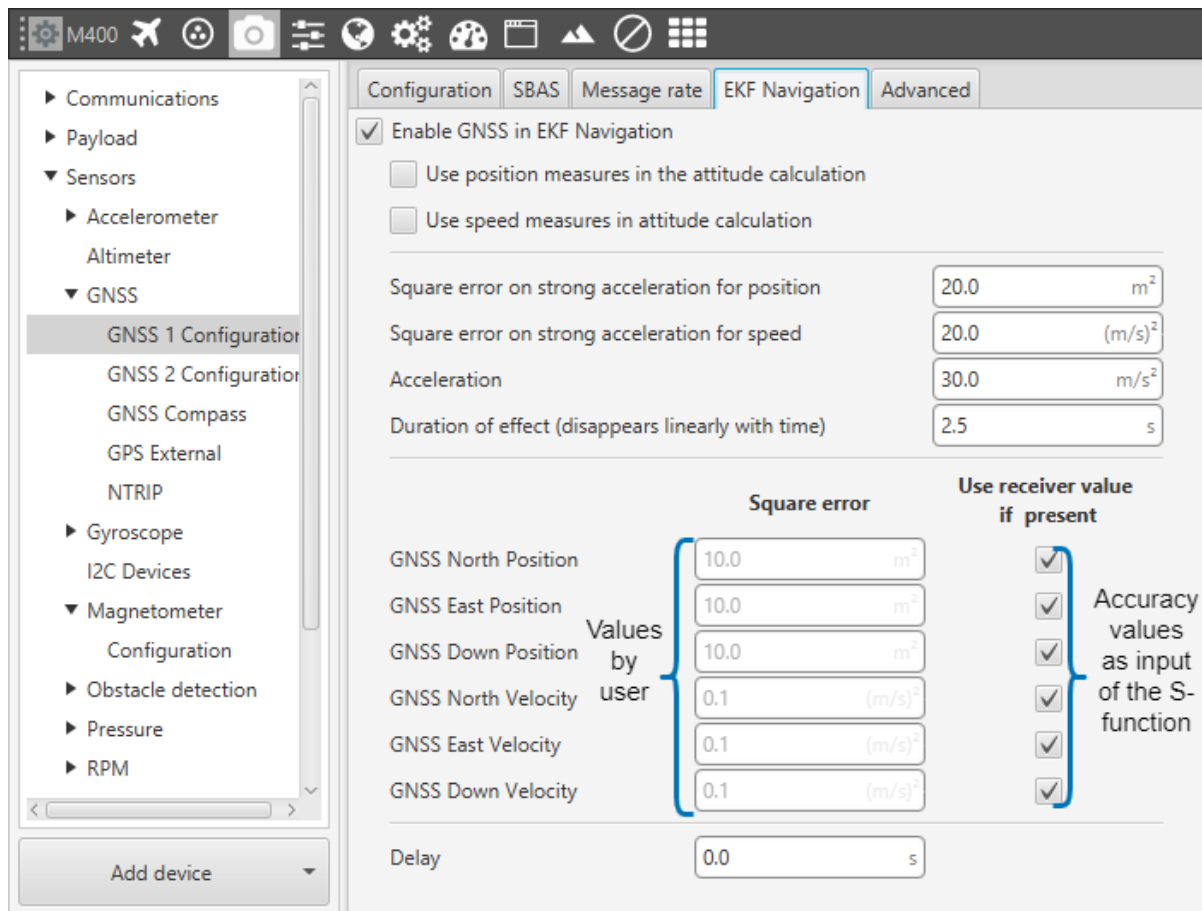 M400
Communications
Payload
Sensors
Accelerometer
Altimeter
GNSS
GNSS 1 Configuration
GNSS 2 Configuration
GNSS Compass
GPS External
NTRIP
Gyroscope
I2C Devices
Magnetometer
Configuration
Obstacle detection
Pressure
RPM
Add device
Configuration SBAS Message rate EKF Navigation Advanced
Enable GNSS in EKF Navigation
Use position measures in the attitude calculation
Use speed measures in attitude calculation
Square error on strong acceleration for position 20.0 m²
Square error on strong acceleration for speed 20.0 (m/s)²
Acceleration 30.0 m/s²
Duration of effect (disappears linearly with time) 2.5 s
Square error
Use receiver value
if present
GNSS North Position 10.0 m²
GNSS East Position 10.0 m²
GNSS Down Position 10.0 m²
GNSS North Velocity 0.1 (m/s)²
GNSS East Velocity 0.1 (m/s)²
GNSS Down Velocity 0.1 (m/s)²
Values
by
user
Accuracy
values
as input
of the S-
function
Delay 0.0 s